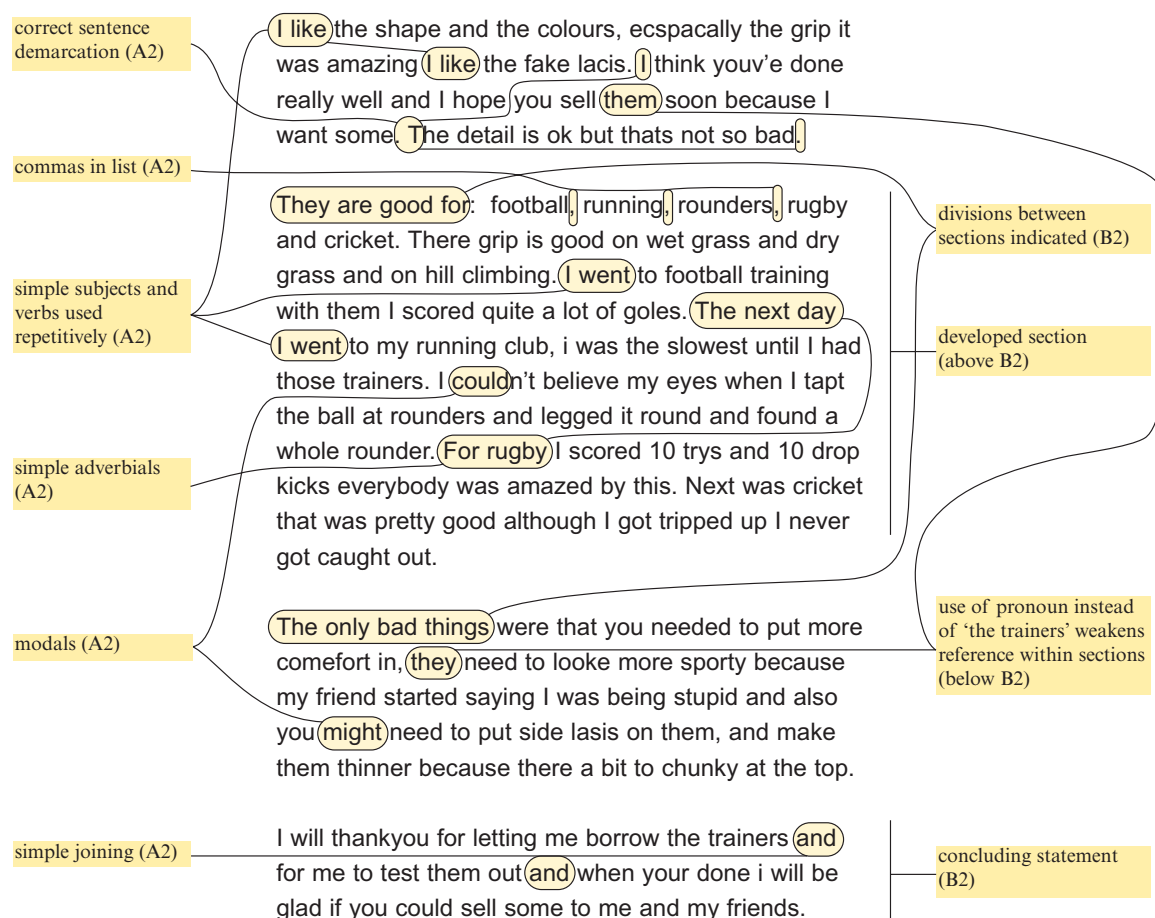 correct sentence
demarcation (A2)
commas in list (A2)
simple subjects and
verbs used
repetitively (A2)
simple adverbials
(A2)
modals (A2)
simple joining (A2)
I like the shape and the colours, ecspacally the grip it
was amazing I like the fake lacis. I think youv'e done
really well and I hope you sell them soon because I
want some. The detail is ok but thats not so bad.
They are good for:  football, running, rounders, rugby
and cricket. There grip is good on wet grass and dry
grass and on hill climbing. I went to football training
with them I scored quite a lot of goles. The next day
I went to my running club, i was the slowest until I had
those trainers. I couldn't believe my eyes when I tapt
the ball at rounders and legged it round and found a
whole rounder. For rugby I scored 10 trys and 10 drop
kicks everybody was amazed by this. Next was cricket
that was pretty good although I got tripped up I never
got caught out.
The only bad things were that you needed to put more
comefort in, they need to looke more sporty because
my friend started saying I was being stupid and also
you might need to put side lasis on them, and make
them thinner because there a bit to chunky at the top.
I will thankyou for letting me borrow the trainers and
for me to test them out and when your done i will be
glad if you could sell some to me and my friends.
divisions between
sections indicated (B2)
developed section
(above B2)
use of pronoun instead
of 'the trainers' weakens
reference within sections
(below B2)
concluding statement
(B2)